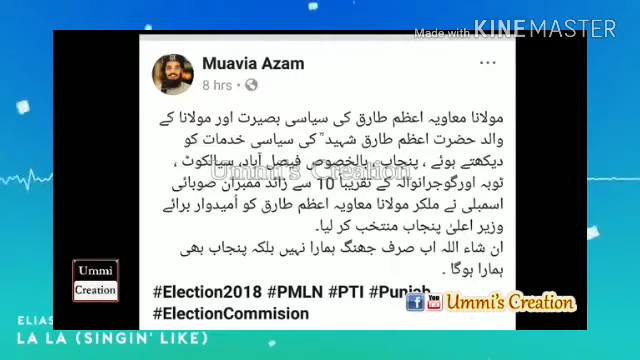 Made with KINEMASTER
Muavia Azam
8 hrs
مولانا معاویہ اعظم طارق کی سیاسی بصیرت اور مولانا کے
والد حضرت اعظم طارق شہید ؒ کی سیاسی خدمات کو
دیکھتے ہوئے ، پنجاب ، بالخصوص فیصل آباد، سیالکوٹ ،
Ummi's Creation
ٹوبہ اورگوجرانوالہ کے تقریباً 10 سے زائد ممبران صوبائی
اسمبلی نے ملکر مولانا معاویہ اعظم طارق کو اُمیدوار برائے
وزیر اعلیٰ پنجاب منتخب کر لیا۔
ان شاء اللہ اب صرف جھنگ ہمارا نہیں بلکہ پنجاب بھی
ہمارا ہوگا ۔
Ummi
Creation
#Election2018 #PMLN #PTI #Punjab
#ElectionCommision
f You Tube Ummi's Creation
ELIAS
LA LA (SINGIN' LIKE)